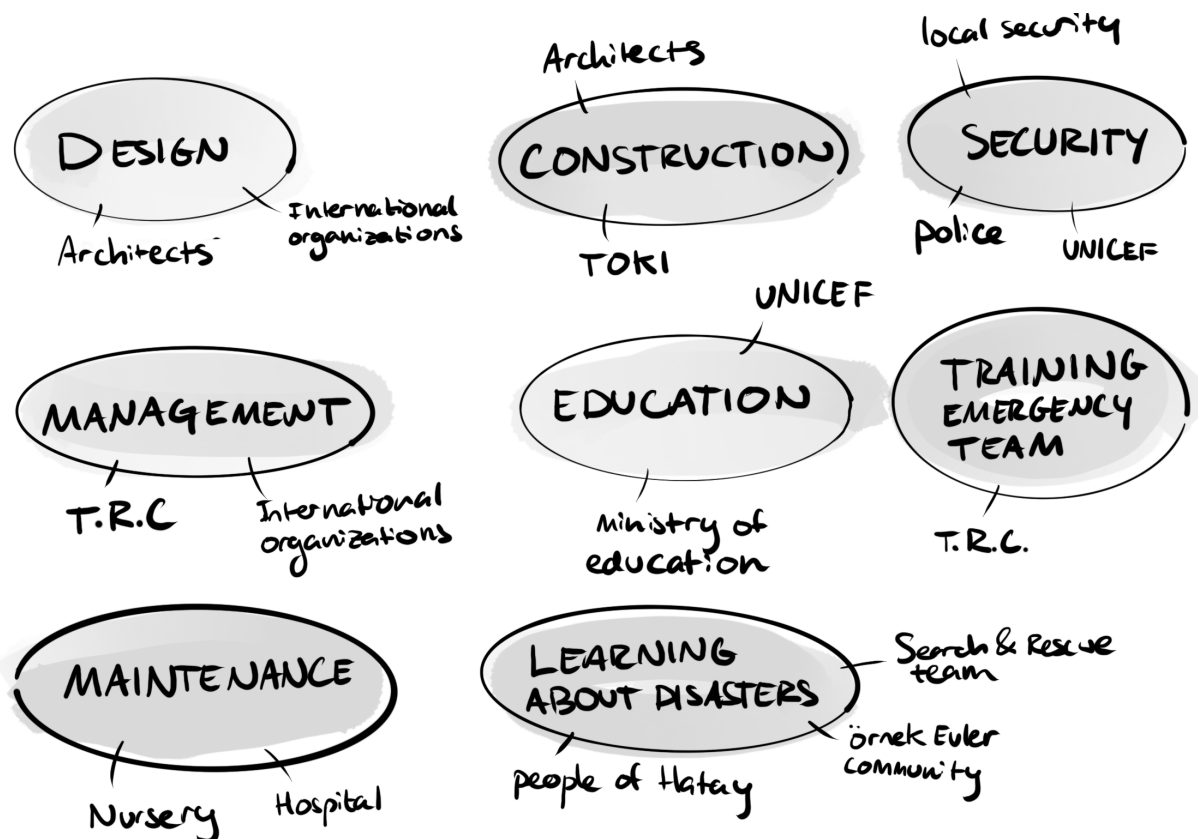 DESIGN
Architects
International
organizations
Architects
CONSTRUCTION
TOKI
local security
SECURITY
police
UNICEF
MANAGEMENT
T.R.C
International
organizations
UNICEF
EDUCATION
Ministry of
education
TRAINING
EMERGENCY
TEAM
T.R.C.
MAINTENANCE
Nursery
Hospital
LEARNING
ABOUT DISASTERS
Search & Rescue
team
örnek Evler
community
people of Hatay